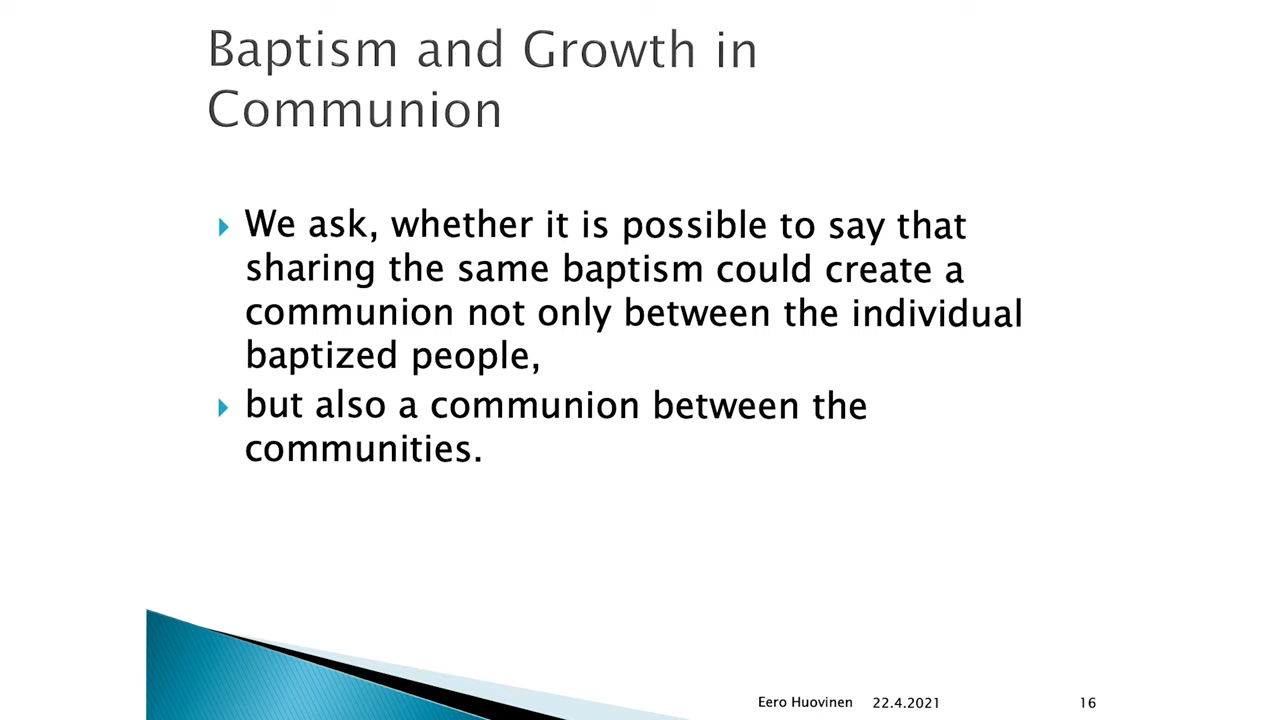 Baptism and Growth in
Communion
We ask, whether it is possible to say that
sharing the same baptism could create a
communion not only between the individual
baptized people,
but also a communion between the
communities.
Eero Huovinen 22.4.2021 16